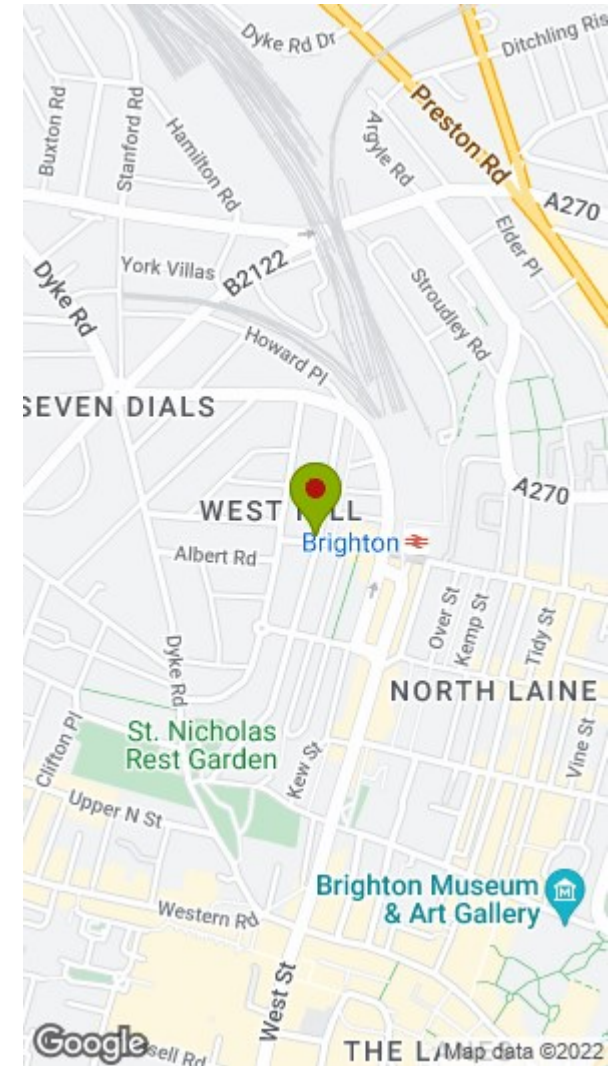 Dyke Rd Dr
Ditchling Ris
Buxton Rd
Stanford Rd
Hamilton Rd
Argyle Rd
Preston Rd
A270
Elder Pl
York Villas
B2122
Dyke Rd
Stroudley Rd
Howard Pl
SEVEN DIALS
A270
WEST
Brighton
Albert Rd
Over St
Kemp St
Tidy St
Dyke Rd
NORTH LAINE
Clifton Pl
St. Nicholas
Rest Garden
Kew St
Vine St
Upper N St
Brighton Museum
& Art Gallery
Western Rd
West St
Google
sell Rd
THE
Map data ©2022